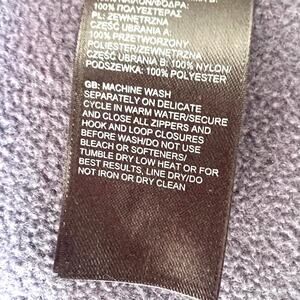 100% ПОЛИЕСТЕРАΣ
PL: ZEWNĘTRZNA
CZĘŚĆ UBRANIA A:
100% PRZETWORZONY
POLIESTER/ZEWNĘTRZNA
CZĘŚĆ UBRANIA B: 100% NYLON/
PODSZEWKA: 100% POLYESTER
GB: MACHINE WASH
SEPARATELY ON DELICATE
CYCLE IN WARM WATER/SECURE
AND CLOSE ALL ZIPPERS AND
HOOK AND LOOP CLOSURES
BEFORE WASH/DO NOT USE
BLEACH OR SOFTENERS/
TUMBLE DRY LOW HEAT OR FOR
BEST RESULTS, LINE DRY/DO
NOT IRON OR DRY CLEAN